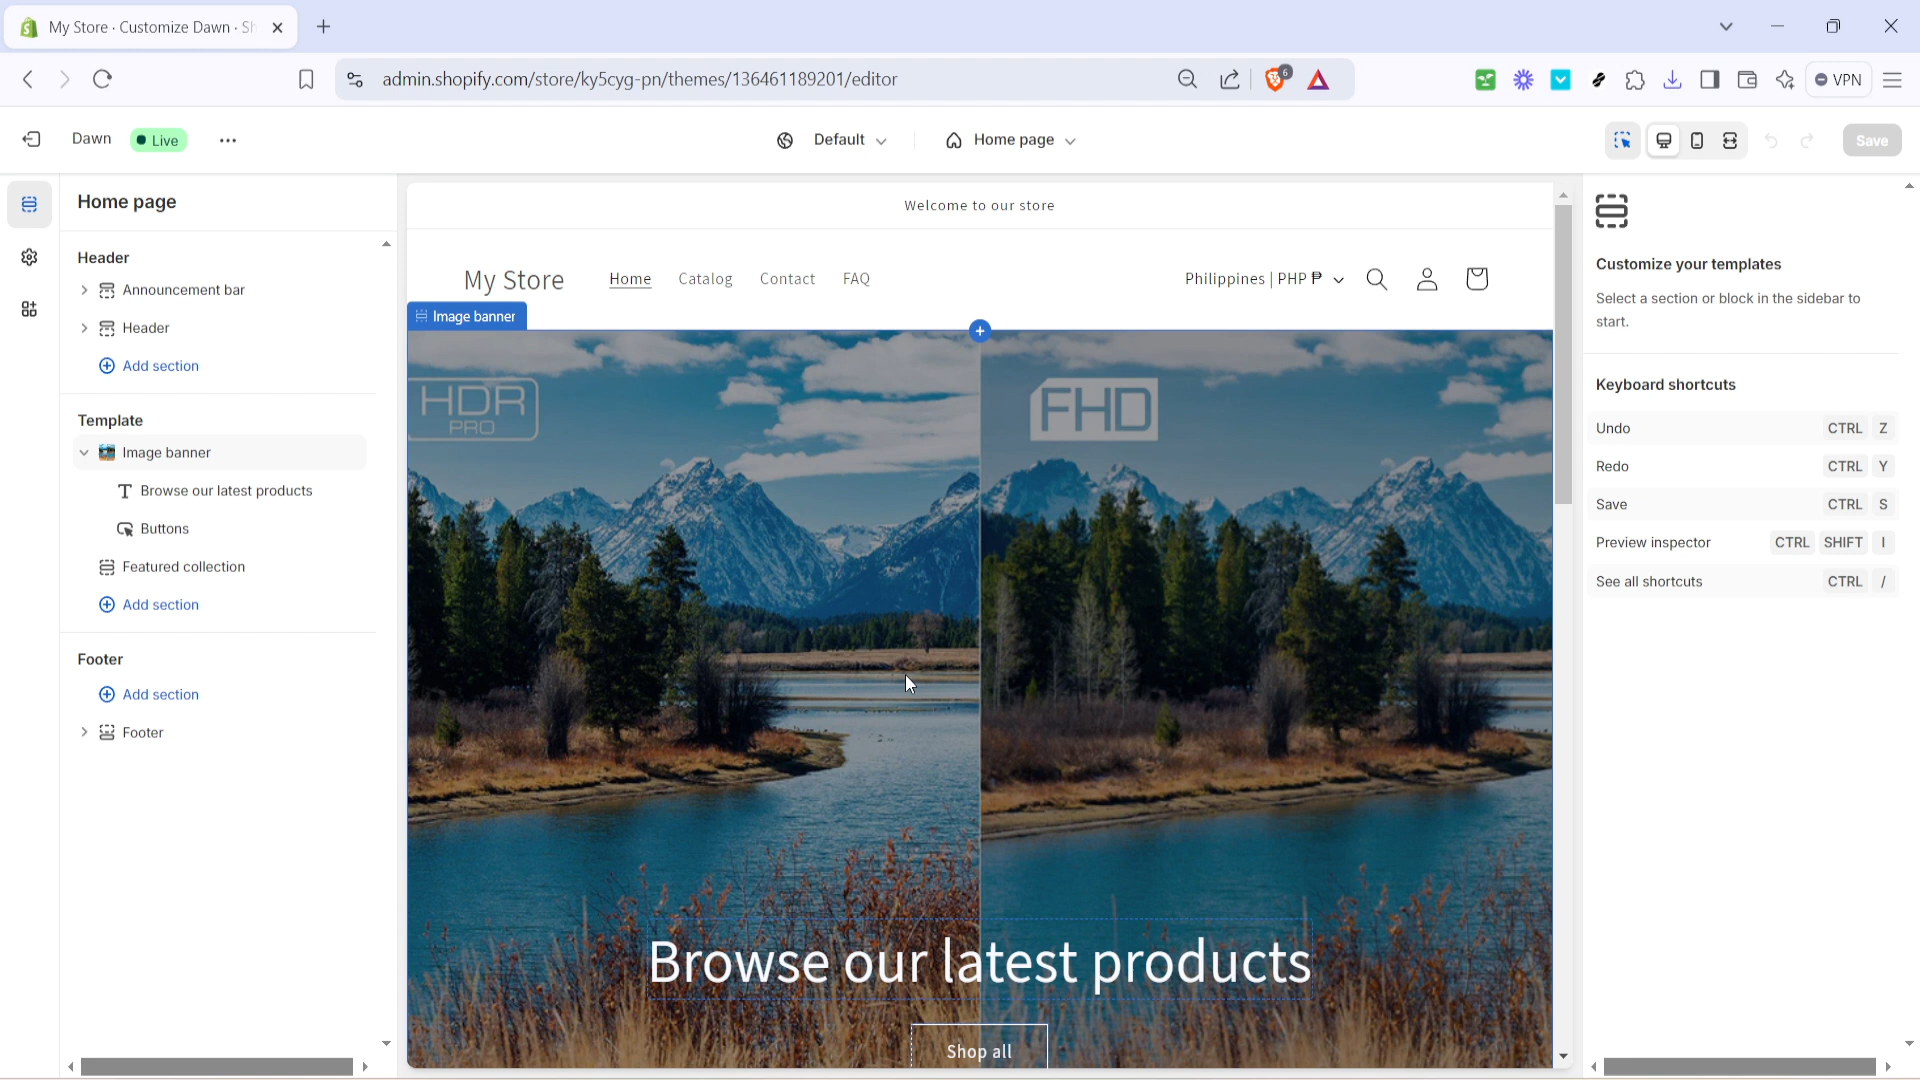 My Store · Customize Dawn · Sh
admin.shopify.com/store/ky5cyg-pn/themes/136461189201/editor
6
VPN
Dawn
Live
Default
Home page
Save
Home page
Header
Announcement bar
Header
Add section
Template
Image banner
Browse our latest products
Buttons
Featured collection
Add section
Footer
Add section
Footer
Welcome to our store
My Store
Home
Catalog
Contact
FAQ
Philippines | PHP ₱
Image banner
HDR
PRO
FHD
Browse our latest products
Shop all
Customize your templates
Select a section or block in the sidebar to
start.
Keyboard shortcuts
Undo CTRL Z
Redo CTRL Y
Save CTRL S
Preview inspector CTRL SHIFT I
See all shortcuts CTRL /